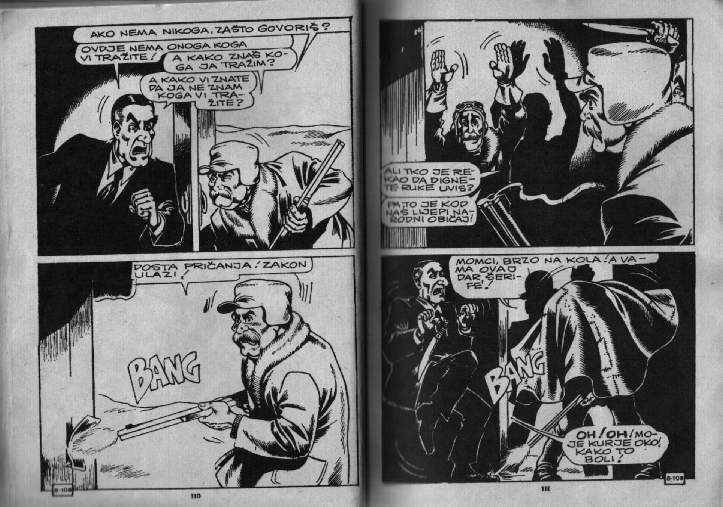 AKO NEMA NIKOGA, ZAŠTO GOVORIŠ?
OVDJE NEMA ONOGA KOGA
VI TRAŽITE!
A KAKO ZNAŠ KO-
GA JA TRAŽIM?
A KAKO VI ZNATE
DA JA NE ZNAM
KOGA VI TRA-
ŽITE?
DOSTA PRIČANJA! ZAKON
ULAZI!
BANG
8-108
110
ALI TKO JE RE-
KAO DA DIGNE-
TE RUKE UVIS?
PA TO JE KOD
NAS LIJEPI NA-
RODNI OBIČAJ!
MOMCI, BRZO NA KOLA! A VA-
MA OVAJ
DAR, ŠERI-
FE!
BANG
OH! OH! MO-
JE KURJE OKO!
KAKO TO
BOLI!
111